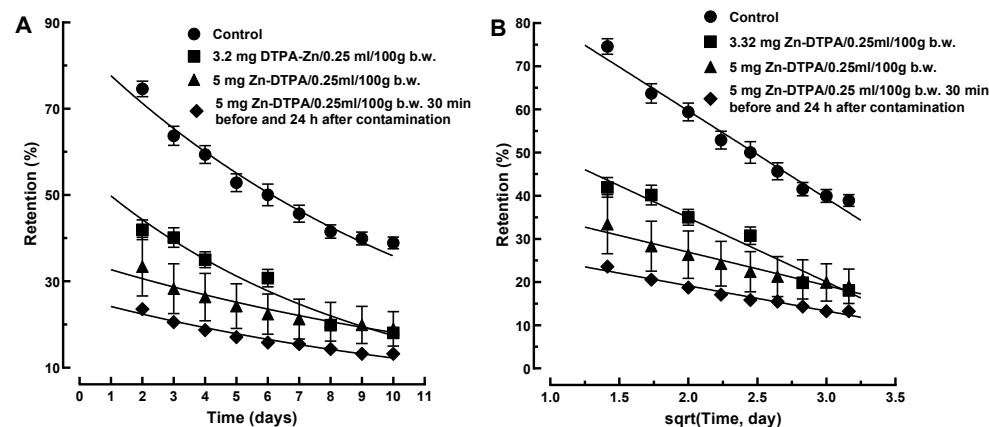 A
90
70
50
30
10
Retention (%)
0 1 2 3 4 5 6 7 8 9 10 11
Time (days)
Control
3.2 mg DTPA-Zn/0.25 ml/100g b.w.
5 mg Zn-DTPA/0.25ml/100g b.w.
5 mg Zn-DTPA/0.25ml/100g b.w. 30 min
before and 24 h after contamination
B
80
70
60
50
40
30
20
10
0
Retention (%)
1.0 1.5 2.0 2.5 3.0 3.5
sqrt(Time, day)
Control
3.32 mg Zn-DTPA/0.25ml/100g b.w.
5 mg Zn-DTPA/0.25ml/100g b.w.
5 mg Zn-DTPA/0.25ml/100g b.w. 30 min
before and 24 h after contamination